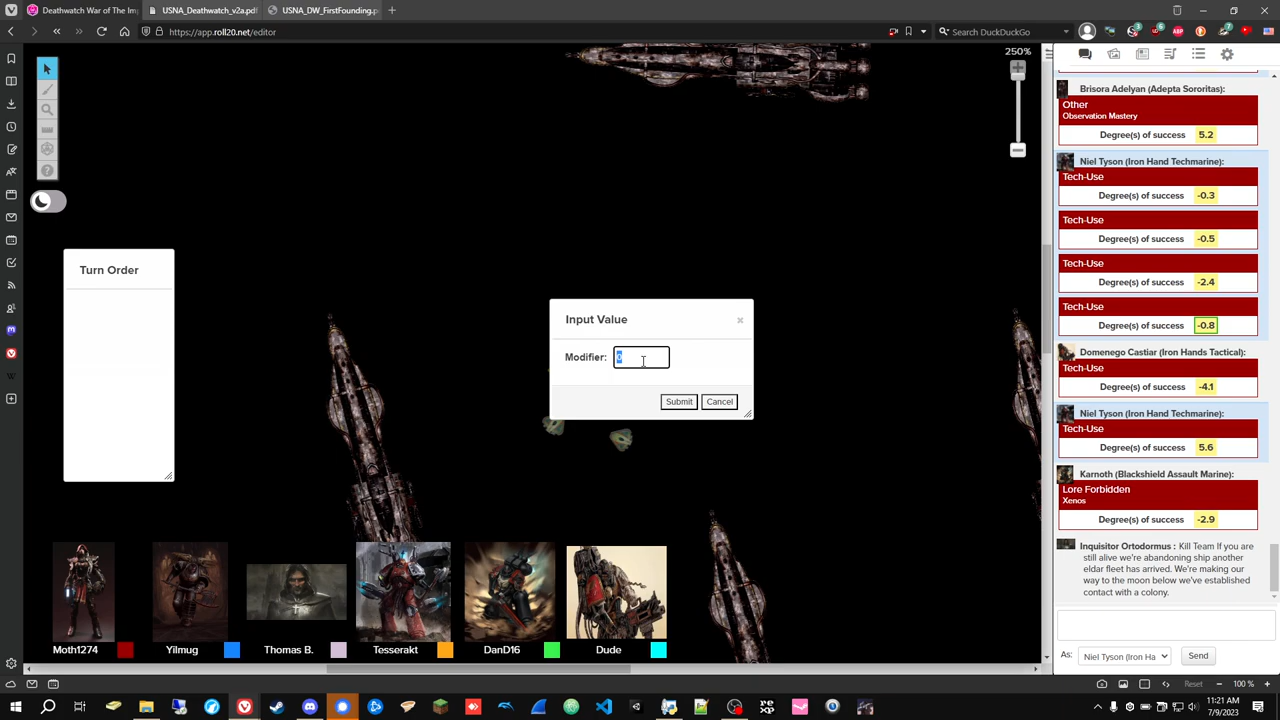 Deathwatch War of The Imp
USNA_Deathwatch_v2a.pdf
USNA_DW_FirstFounding.p
https://app.roll20.net/editor
Search DuckDuckGo
250%
Turn Order
Input Value
Modifier: 0
Submit
Cancel
Moth1274
Yilmug
Thomas B.
Tesserakt
DanD16
Dude
Brisora Adelyan (Adepta Sororitas):
Other
Observation Mastery
Degree(s) of success 5.2
Niel Tyson (Iron Hand Techmarine):
Tech-Use
Degree(s) of success -0.3
Tech-Use
Degree(s) of success -0.5
Tech-Use
Degree(s) of success -2.4
Tech-Use
Degree(s) of success -0.8
Domenego Castiar (Iron Hands Tactical):
Tech-Use
Degree(s) of success -4.1
Niel Tyson (Iron Hand Techmarine):
Tech-Use
Degree(s) of success 5.6
Karnoth (Blackshield Assault Marine):
Lore Forbidden
Xenos
Degree(s) of success -2.9
Inquisitor Ortodormus : Kill Team If you are
still alive we're abandoning ship another
eldar fleet has arrived. We're making our
way to the moon below we've established
contact with a colony.
As: Niel Tyson (Iron Ha
Send
Reset
100 %
11:21 AM
7/9/2023